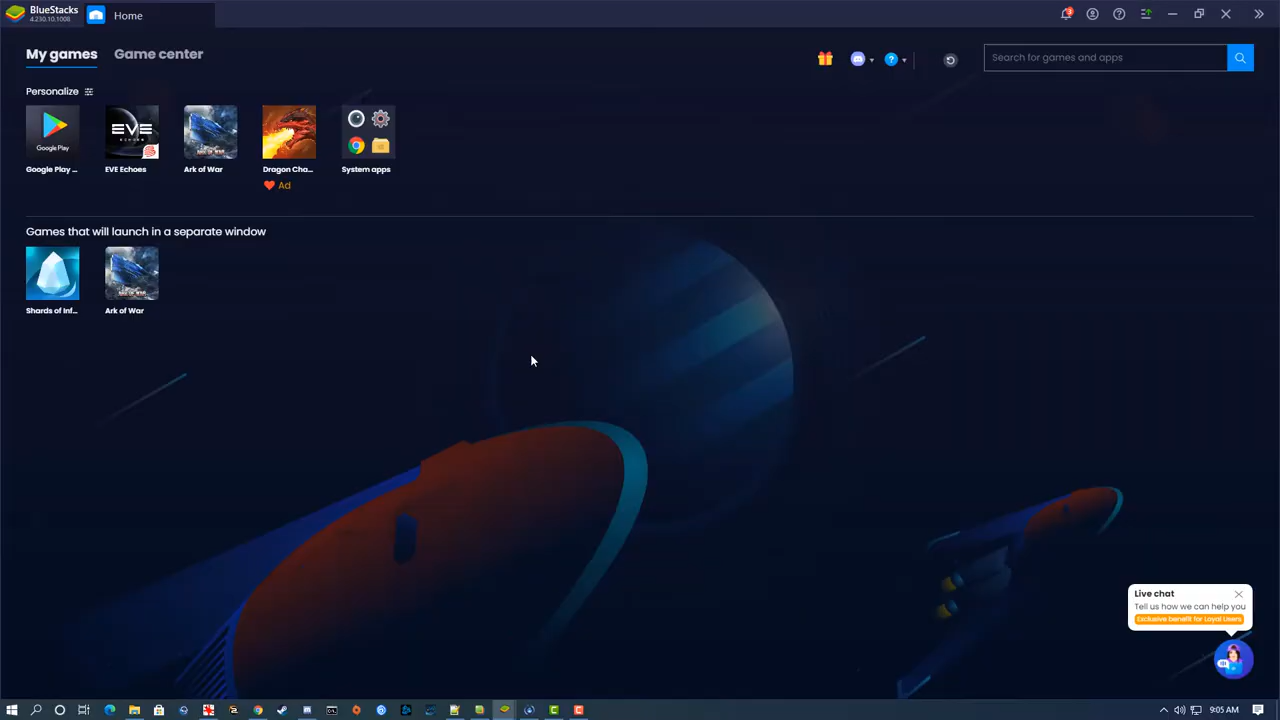 BlueStacks
4.230.10.1008
Home
3
My games Game center
Search for games and apps
Personalize
Google Play
EVE
ECHOES
Google Play ... EVE Echoes Ark of War Dragon Cha... System apps
Ad
Games that will launch in a separate window
Shards of Inf... Ark of War
Live chat
Tell us how we can help you
Exclusive benefit for Loyal Users
9:05 AM